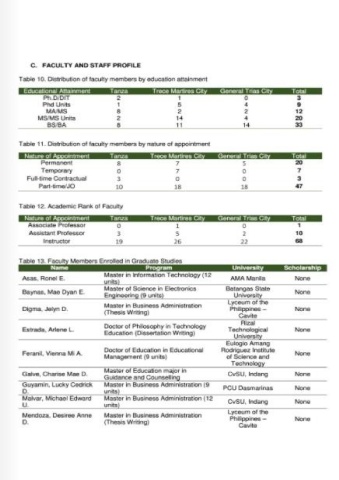 C. FACULTY AND STAFF PROFILE
Table 10. Distribution of faculty members by education attainment
Educational Attainment Tanza Trece Martires City General Trias City Total
Ph.D/DIT 2 1 0 3
Phd Units 1 5 4 9
MA/MS 8 2 2 12
MS/MS Units 2 14 4 20
BS/BA 8 11 14 33
Table 11. Distribution of faculty members by nature of appointment
Nature of Appointment Tanza Trece Martires City General Trias City Total
Permanent 8 7 5 20
Temporary 0 7 0 7
Full-time Contractual 3 0 0 3
Part-time/JO 10 18 18 47
Table 12. Academic Rank of Faculty
Nature of Appointment Tanza Trece Martires City General Trias City Total
Associate Professor 0 1 0 1
Assistant Professor 3 5 2 10
Instructor 19 26 22 68
Table 13. Faculty Members Enrolled in Graduate Studies
Name Program University Scholarship
Asas, Ronel E. Master in Information Technology (12
units) AMA Manila None
Baynas, Mae Dyan E. Master of Science in Electronics
Engineering (9 units) Batangas State
University None
Digma, Jelyn D. Master in Business Administration
(Thesis Writing) Lyceum of the
Philippines –
Cavite None
Estrada, Arlene L. Doctor of Philosophy in Technology
Education (Dissertation Writing) Rizal
Technological
University None
Feranil, Vienna Mi A. Doctor of Education in Educational
Management (9 units) Eulogio Amang
Rodriguez Institute
of Science and
Technology None
Galve, Charise Mae D. Master of Education major in
Guidance and Counselling CvSU, Indang None
Guyamin, Lucky Cedrick
D. Master in Business Administration (9
units) PCU Dasmarinas None
Malvar, Michael Edward
U. Master in Business Administration (12
units) CvSU, Indang None
Mendoza, Desiree Anne
D. Master in Business Administration
(Thesis Writing) Lyceum of the
Philippines –
Cavite None